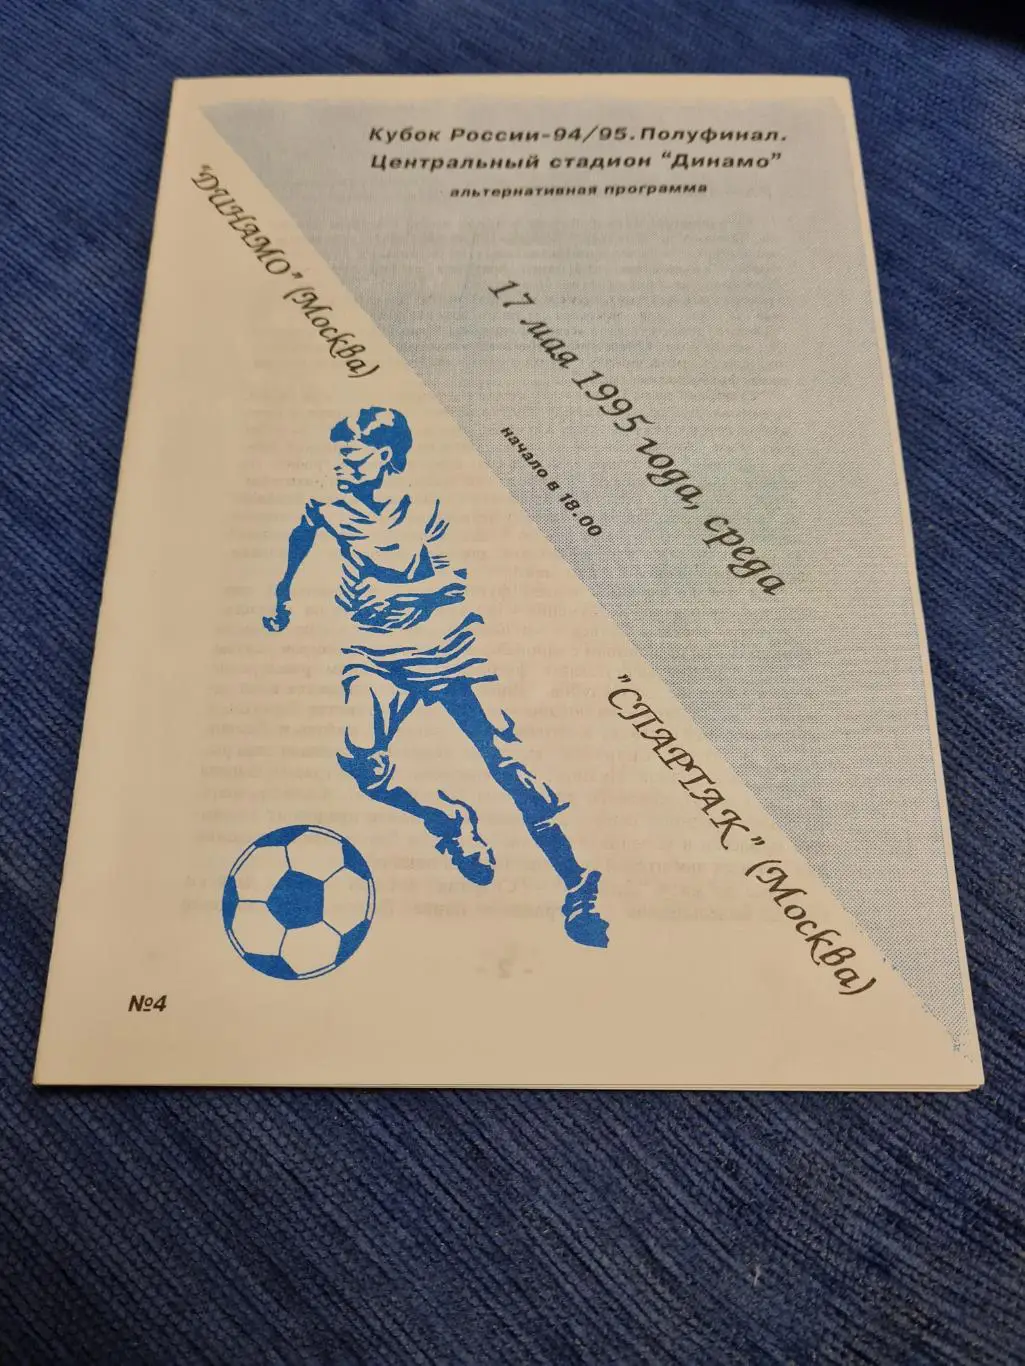 Кубок России-94/95. Полуфинал.
Центральный стадион "Динамо"
альтернативная программа
"ДИНАМО" (Москва)
17 мая 1995 года, среда
начало в 18.00
"СПАРТАК" (Москва)
№4